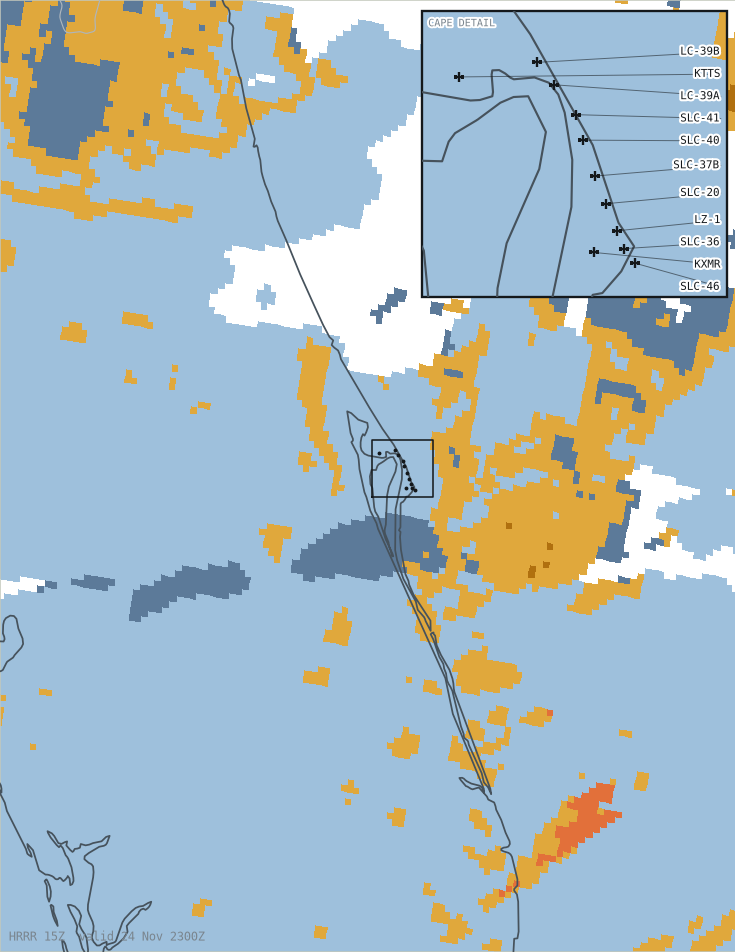 CAPE DETAIL
LC-39B
KTTS
LC-39A
SLC-41
SLC-40
SLC-37B
SLC-20
LZ-1
SLC-36
KXMR
SLC-46
HRRR 15Z  valid 24 Nov 2300Z